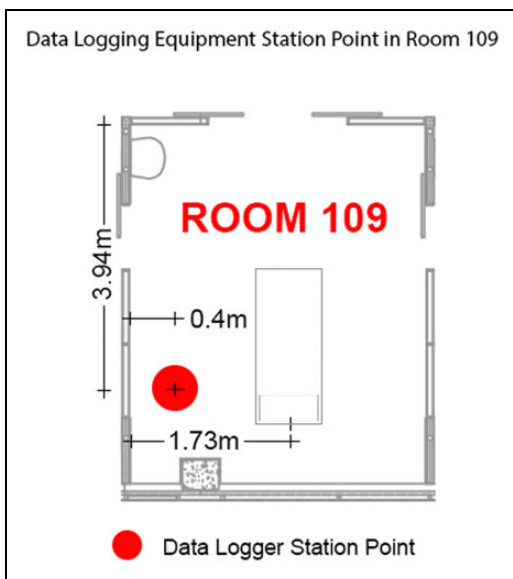 Data Logging Equipment Station Point in Room 109
ROOM 109
3.94m
0.4m
1.73m
Data Logger Station Point